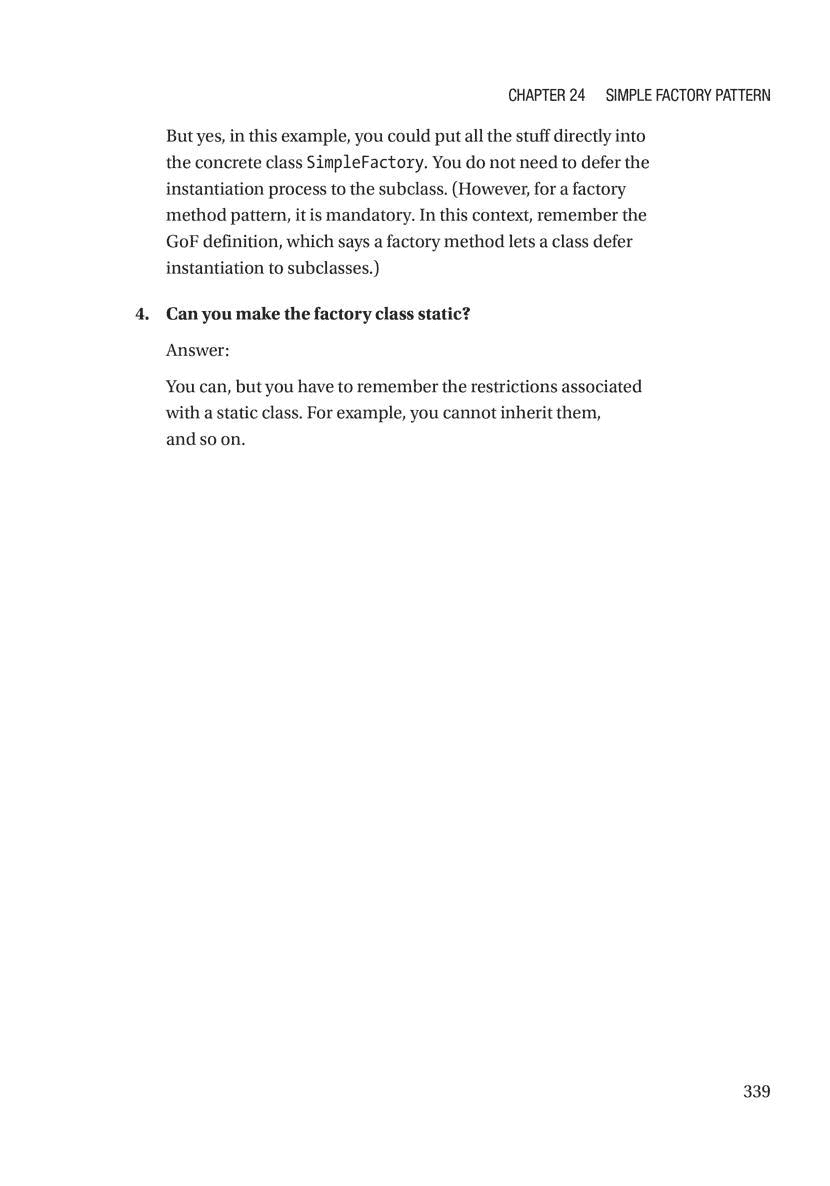 CHAPTER 24 SIMPLE FACTORY PATTERN
But yes, in this example, you could put all the stuff directly into
the concrete class SimpleFactory. You do not need to defer the
instantiation process to the subclass. (However, for a factory
method pattern, it is mandatory. In this context, remember the
GoF definition, which says a factory method lets a class defer
instantiation to subclasses.)
4. Can you make the factory class static?
Answer:
You can, but you have to remember the restrictions associated
with a static class. For example, you cannot inherit them,
and so on.
339